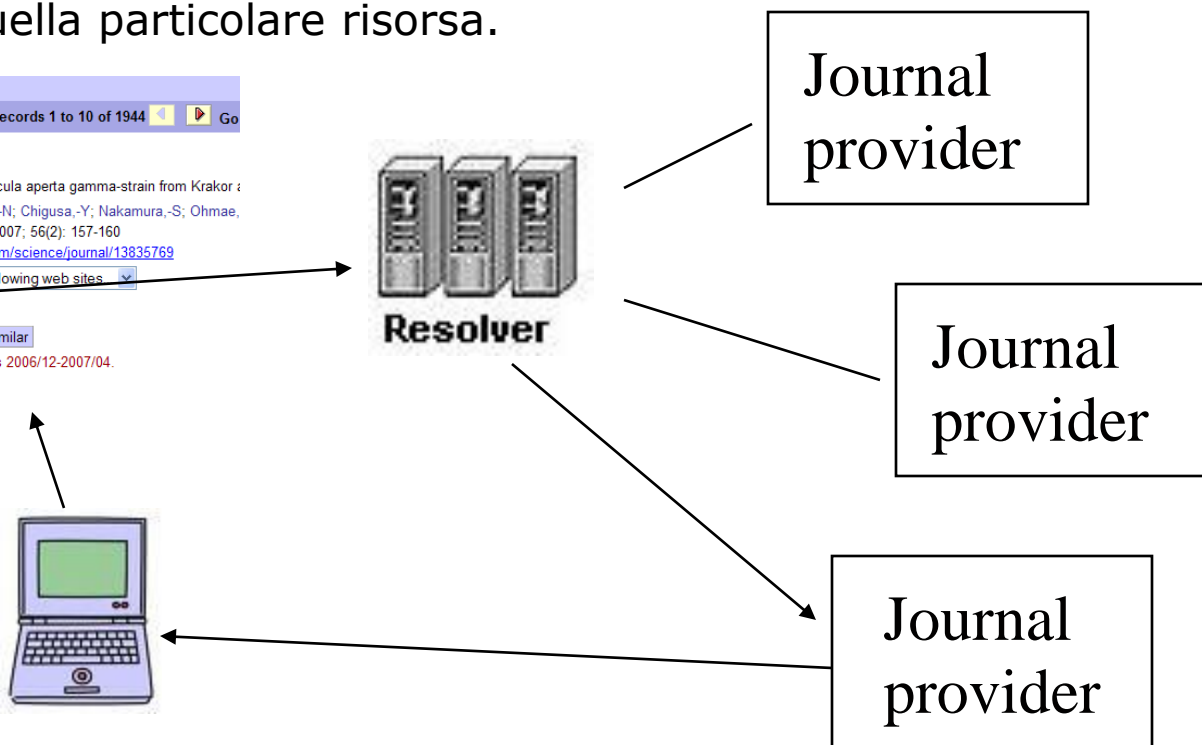 uella particolare risorsa.
ecords 1 to 10 of 1944 Go
cula aperta gamma-strain from Krakor a
-N; Chigusa,-Y; Nakamura,-S; Ohmae,
007; 56(2): 157-160
m/science/journal/13835769
lowing web sites
milar
s 2006/12-2007/04.
Resolver
Journal
provider
Journal
provider
Journal
provider